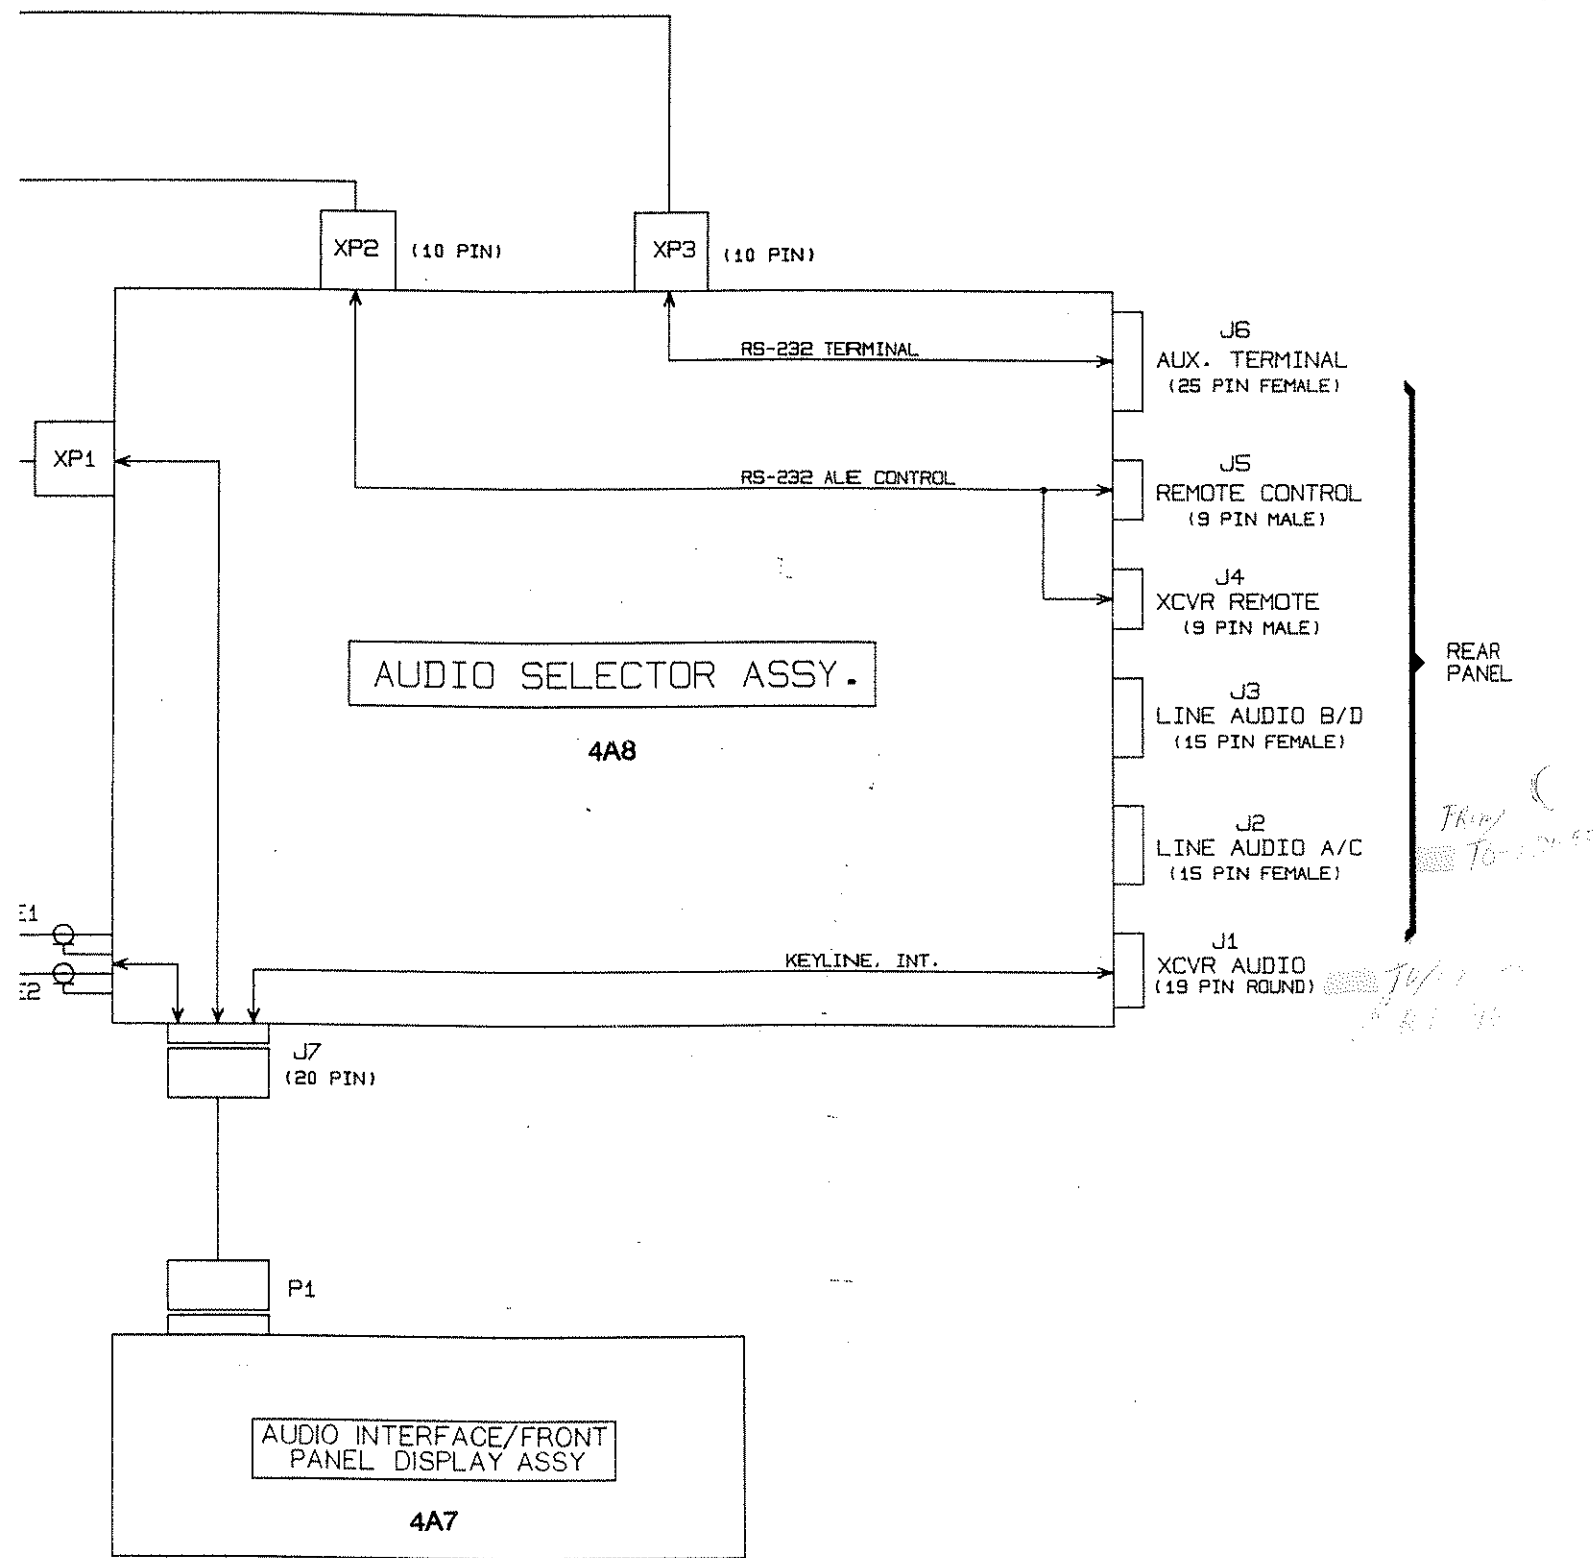 XP2 (10 PIN)
XP3 (10 PIN)
RS-232 TERMINAL
J6
AUX. TERMINAL
(25 PIN FEMALE)
XP1
RS-232 ALE CONTROL
J5
REMOTE CONTROL
(9 PIN MALE)
J4
XCVR REMOTE
(9 PIN MALE)
REAR
PANEL
AUDIO SELECTOR ASSY.
4A8
J3
LINE AUDIO B/D
(15 PIN FEMALE)
J2
LINE AUDIO A/C
(15 PIN FEMALE)
TO
E1
E2
KEYLINE, INT.
J1
XCVR AUDIO
(19 PIN ROUND)
J7
(20 PIN)
P1
AUDIO INTERFACE/FRONT
PANEL DISPLAY ASSY
4A7